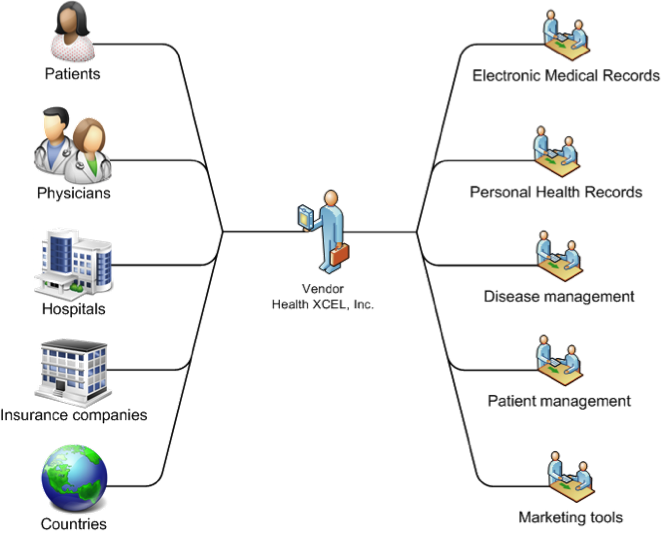 Patients
Physicians
Hospitals
Insurance companies
Countries
Vendor
Health XCEL, Inc.
Electronic Medical Records
Personal Health Records
Disease management
Patient management
Marketing tools